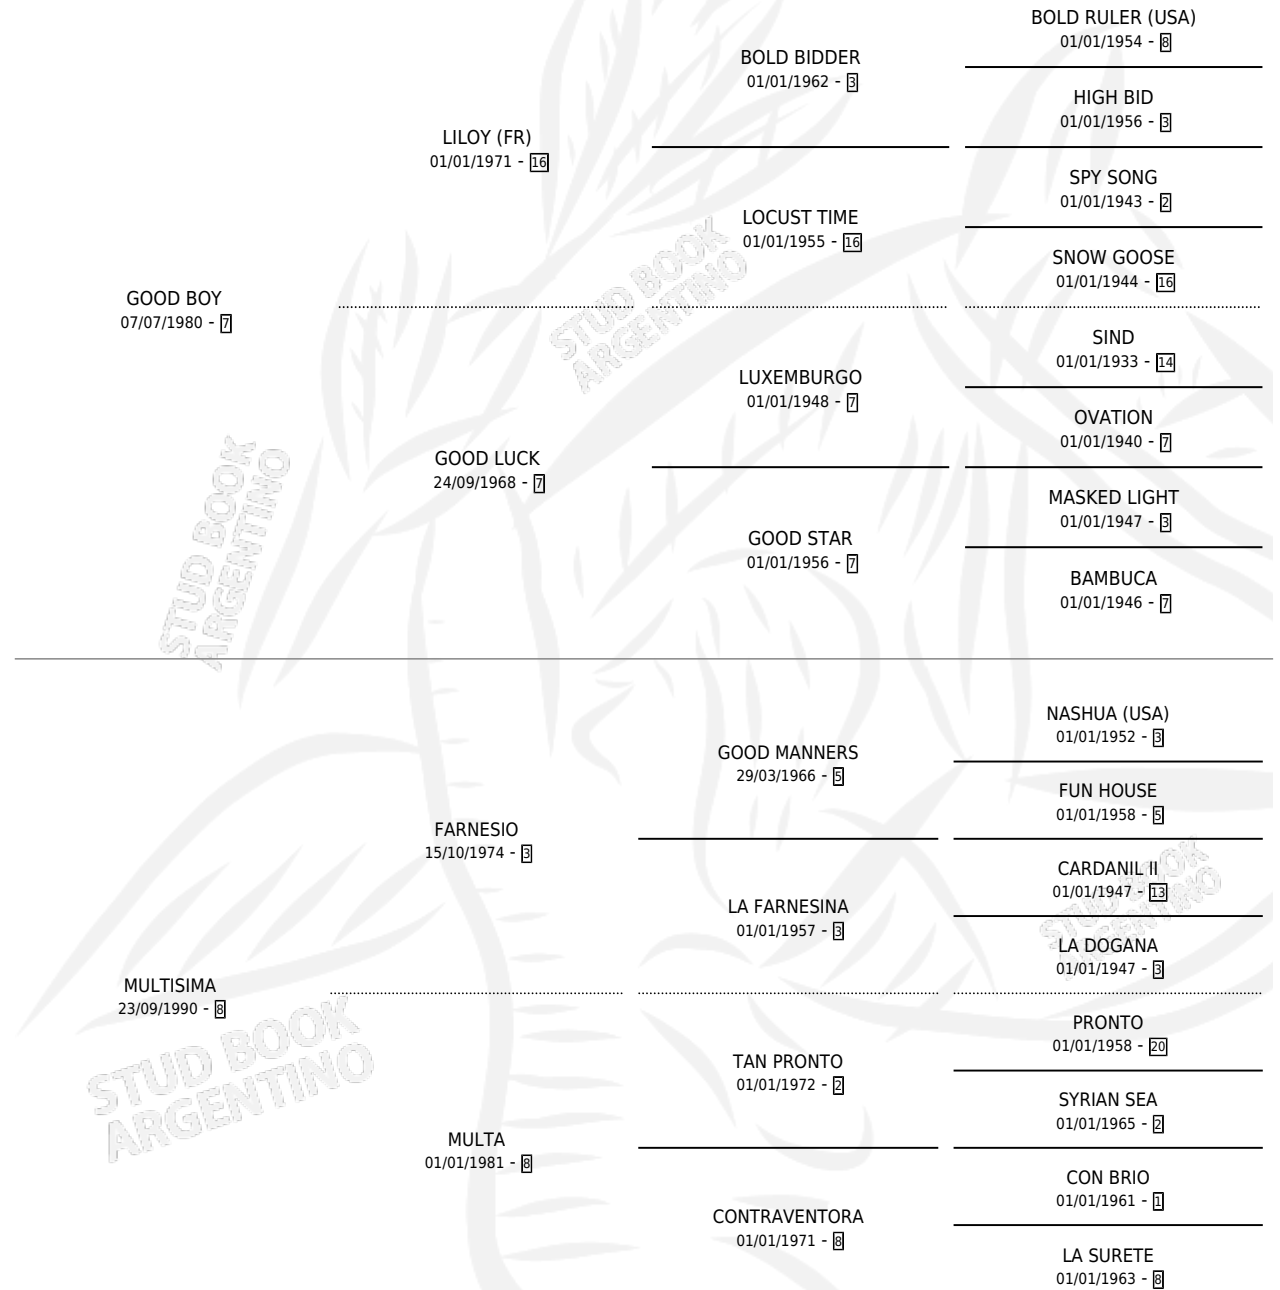 BOLD RULER (USA)
01/01/1954 - 8
BOLD BIDDER
01/01/1962 - 3
HIGH BID
01/01/1956 - 3
LILOY (FR)
01/01/1971 - 16
SPY SONG
01/01/1943 - 2
LOCUST TIME
01/01/1955 - 16
SNOW GOOSE
01/01/1944 - 16
GOOD BOY
07/07/1980 - 7
SIND
01/01/1933 - 14
LUXEMBURGO
01/01/1948 - 7
OVATION
01/01/1940 - 7
GOOD LUCK
24/09/1968 - 7
MASKED LIGHT
01/01/1947 - 3
GOOD STAR
01/01/1956 - 7
BAMBUCA
01/01/1946 - 7
STUD BOOK
ARGENTINO
STUD BOOK
ARGENTINO
NASHUA (USA)
01/01/1952 - 3
GOOD MANNERS
29/03/1966 - 5
FUN HOUSE
01/01/1958 - 5
FARNESIO
15/10/1974 - 3
CARDANIL II
01/01/1947 - 13
LA FARNESINA
01/01/1957 - 3
LA DOGANA
01/01/1947 - 3
MULTISIMA
23/09/1990 - 8
PRONTO
01/01/1958 - 20
TAN PRONTO
01/01/1972 - 2
SYRIAN SEA
01/01/1965 - 2
MULTA
01/01/1981 - 8
CON BRIO
01/01/1961 - 1
CONTRAVENTORA
01/01/1971 - 8
LA SURETE
01/01/1963 - 8
STUD BOOK
ARGENTINO
STUD BOOK
ARGENTINO